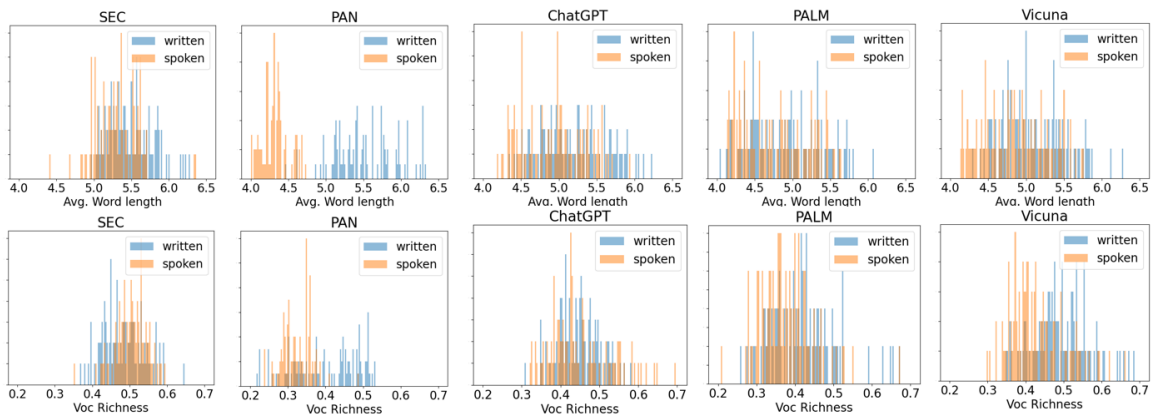 SEC
written
spoken
4.0 4.5 5.0 5.5 6.0 6.5
Avg. Word length
PAN
written
spoken
4.0 4.5 5.0 5.5 6.0 6.5
Avg. Word length
ChatGPT
written
spoken
4.0 4.5 5.0 5.5 6.0 6.5
Avg. Word length
PALM
written
spoken
4.0 4.5 5.0 5.5 6.0 6.5
Avg. Word length
Vicuna
written
spoken
4.0 4.5 5.0 5.5 6.0 6.5
Avg. Word length
SEC
written
spoken
0.2 0.3 0.4 0.5 0.6 0.7
Voc Richness
PAN
written
spoken
0.2 0.3 0.4 0.5 0.6 0.7
Voc Richness
ChatGPT
written
spoken
0.2 0.3 0.4 0.5 0.6 0.7
Voc Richness
PALM
written
spoken
0.2 0.3 0.4 0.5 0.6 0.7
Voc Richness
Vicuna
written
spoken
0.2 0.3 0.4 0.5 0.6 0.7
Voc Richness